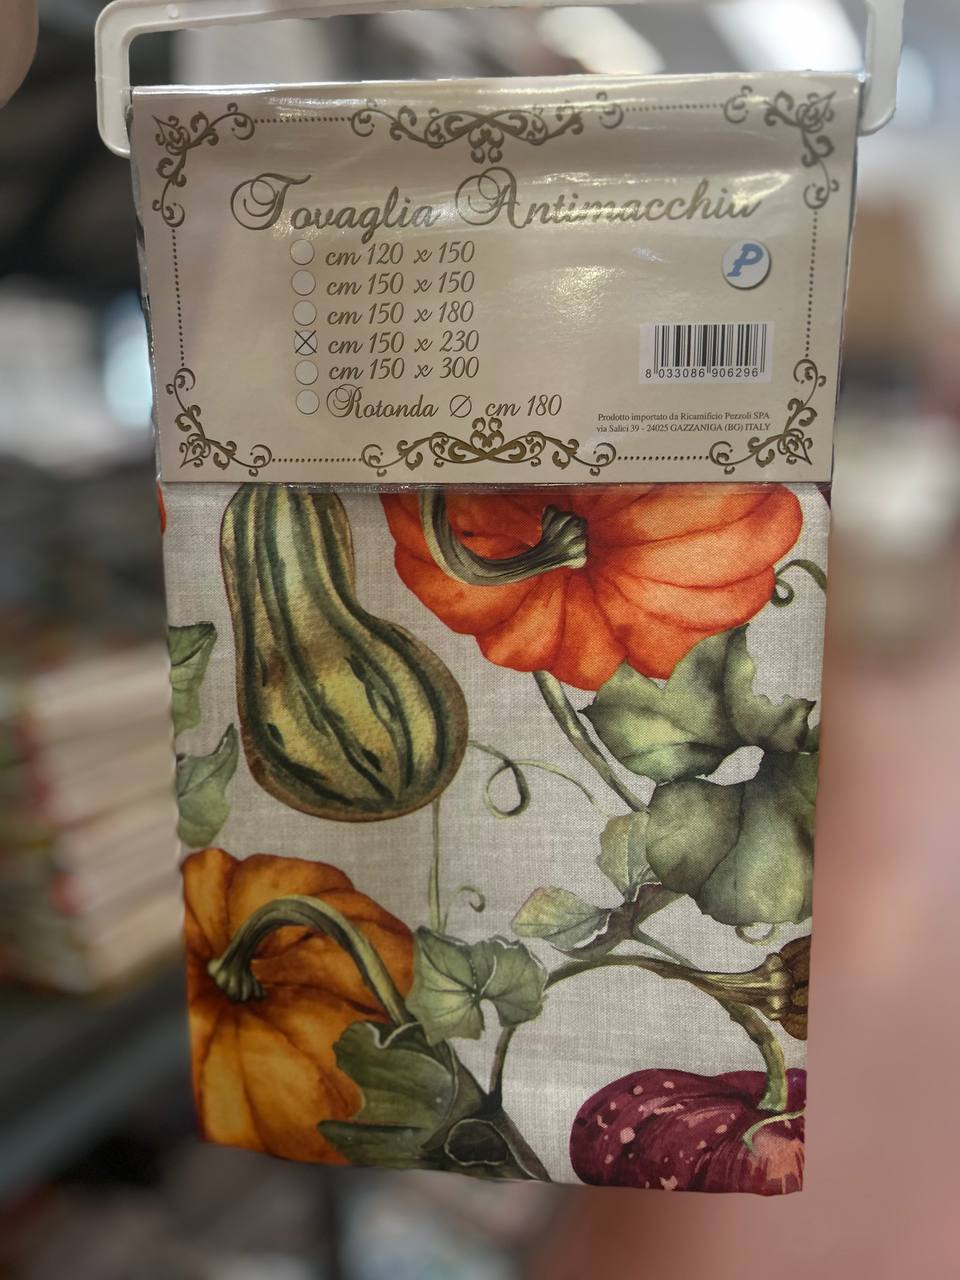 Tovaglia Antimacchia
cm 120 x 150
cm 150 x 150
cm 150 x 180
cm 150 x 230
cm 150 x 300
Rotonda Ø cm 180
P
8 033086 906296
Prodotto importato da Ricamificio Pezzoli SPA
via Salici 39 - 24025 GAZZANIGA (BG) ITALY